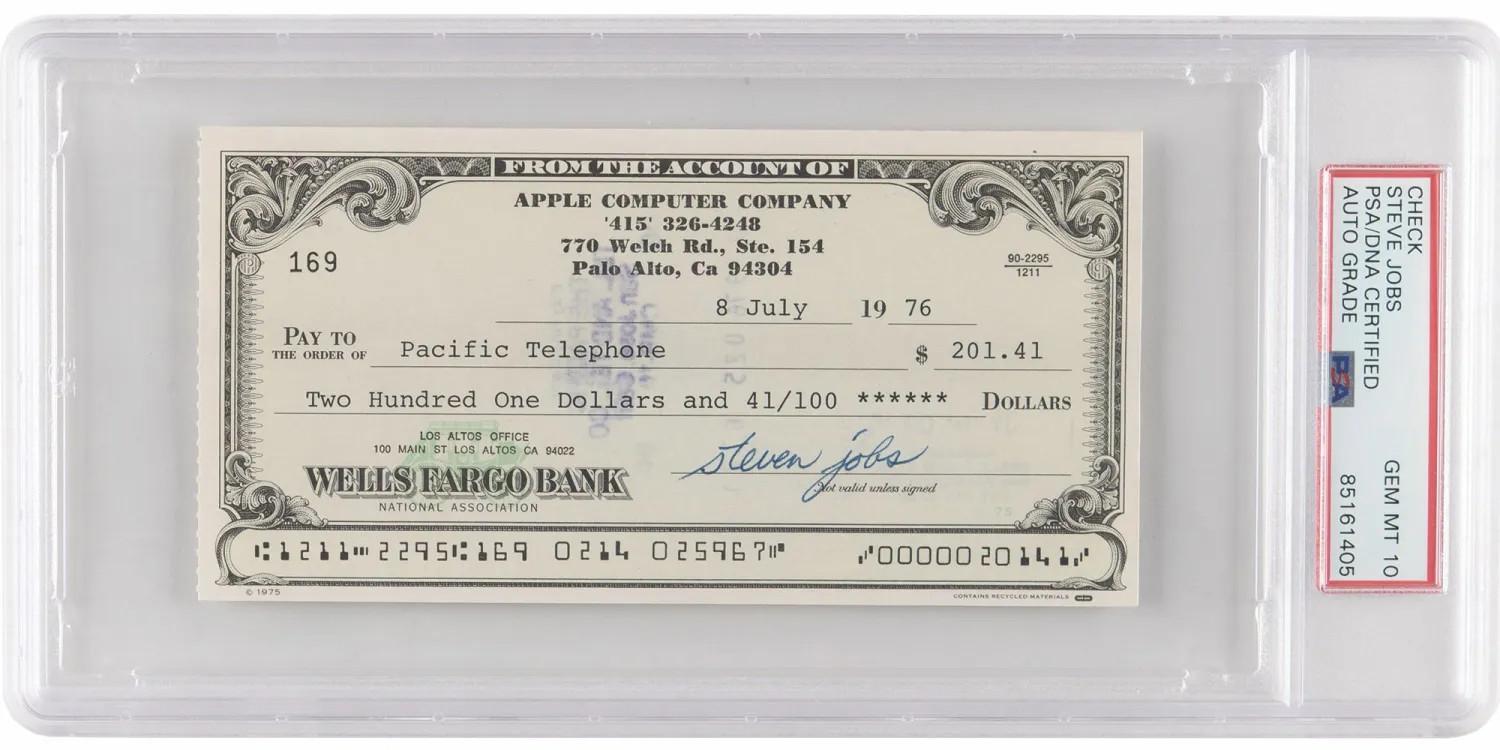 FROM THE ACCOUNT OF
APPLE COMPUTER COMPANY
'415' 326-4248
770 Welch Rd., Ste. 154
Palo Alto, Ca 94304
169
90-2295
1211
8 July 19 76
PAY TO
THE ORDER OF Pacific Telephone $ 201.41
Two Hundred One Dollars and 41/100 ****** DOLLARS
LOS ALTOS OFFICE
100 MAIN ST LOS ALTOS CA 94022
WELLS FARGO BANK
NATIONAL ASSOCIATION
steven jobs
Not valid unless signed
⑆1211⑉2295⑆169 0214 025967⑈ ⑇0000020141⑇
© 1975
CONTAINS RECYCLED MATERIALS
CHECK
STEVE JOBS
PSA/DNA CERTIFIED
AUTO GRADE
PSA
GEM MT 10
85161405